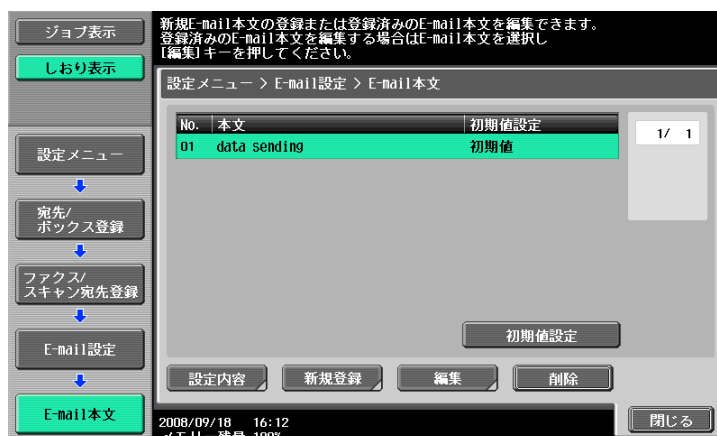 ジョブ表示
しおり表示
設定メニュー
宛先/
ボックス登録
ファクス/
スキャン宛先登録
E-mail設定
E-mail本文
新規E-mail本文の登録または登録済みのE-mail本文を編集できます。
登録済みのE-mail本文を編集する場合はE-mail本文を選択し
[編集]キーを押してください。
設定メニュー > E-mail設定 > E-mail本文
No. 本文 初期値設定
01 data sending 初期値
1/ 1
初期値設定
設定内容 新規登録 編集 削除
2008/09/18 16:12
メモリー残量 100%
閉じる